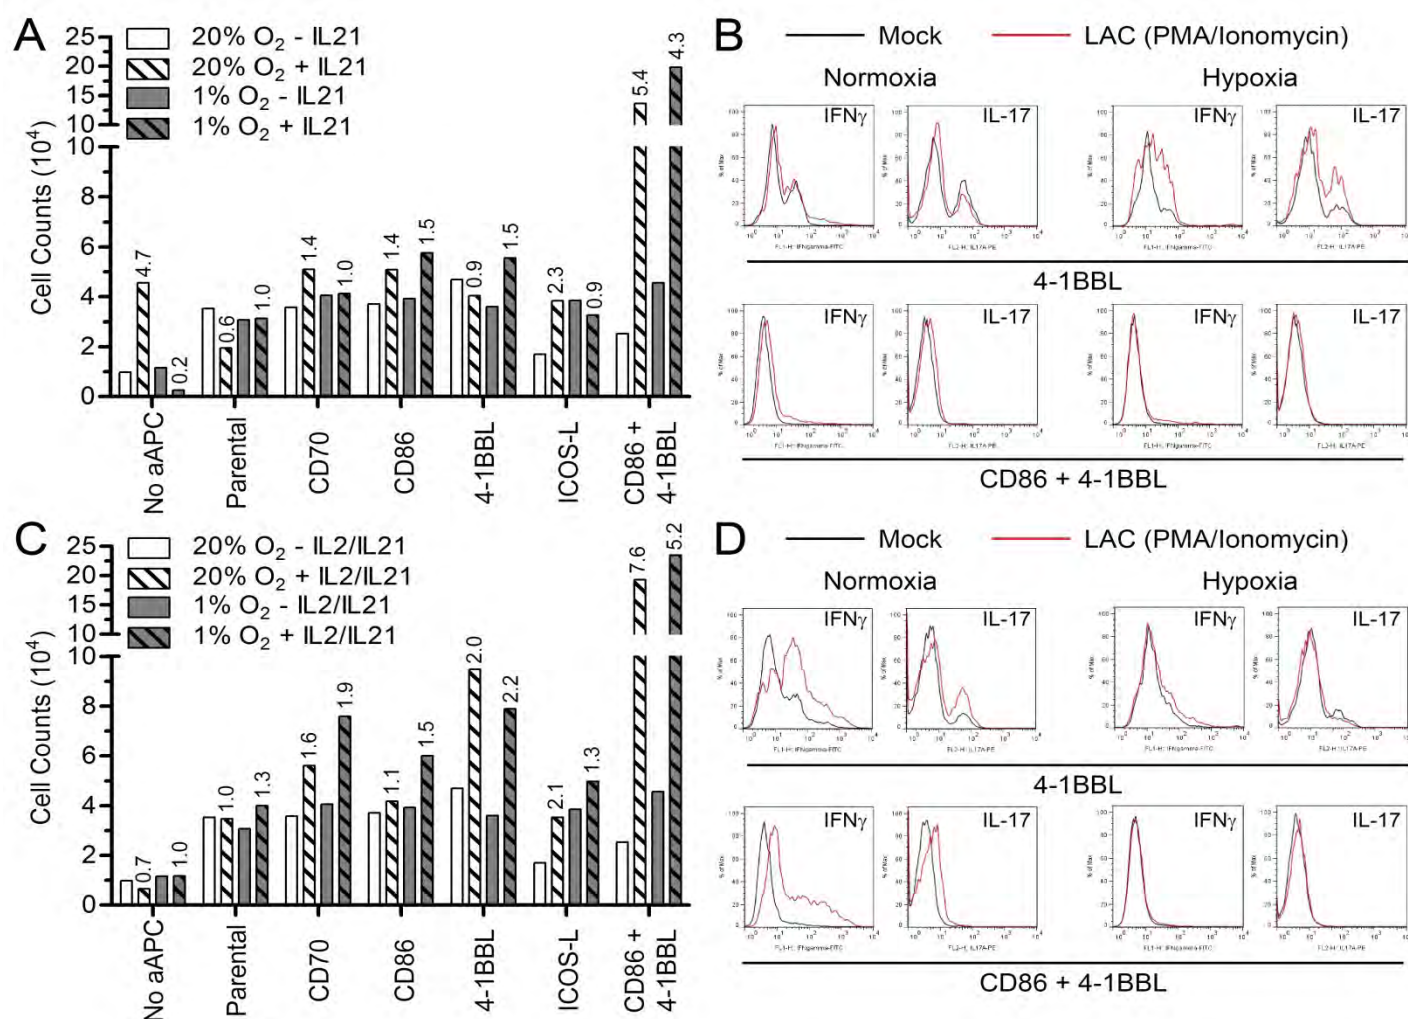 A
25
20
15
10
10
8
6
4
2
0
Cell Counts (10⁴)
20% O₂ - IL21
20% O₂ + IL21
1% O₂ - IL21
1% O₂ + IL21
4.7
0.2
0.6
1.0
1.4
1.0
1.4
1.5
0.9
1.5
2.3
0.9
5.4
4.3
No aAPC
Parental
CD70
CD86
4-1BBL
ICOS-L
CD86 +
4-1BBL
B
Mock
LAC (PMA/Ionomycin)
Normoxia
Hypoxia
IFNγ
IL-17
IFNγ
IL-17
4-1BBL
IFNγ
IL-17
IFNγ
IL-17
CD86 + 4-1BBL
C
25
20
15
10
10
8
6
4
2
0
Cell Counts (10⁴)
20% O₂ - IL2/IL21
20% O₂ + IL2/IL21
1% O₂ - IL2/IL21
1% O₂ + IL2/IL21
0.7
1.0
1.0
1.3
1.6
1.9
1.1
1.5
2.0
2.2
2.1
1.3
7.6
5.2
No aAPC
Parental
CD70
CD86
4-1BBL
ICOS-L
CD86 +
4-1BBL
D
Mock
LAC (PMA/Ionomycin)
Normoxia
Hypoxia
IFNγ
IL-17
IFNγ
IL-17
4-1BBL
IFNγ
IL-17
IFNγ
IL-17
CD86 + 4-1BBL